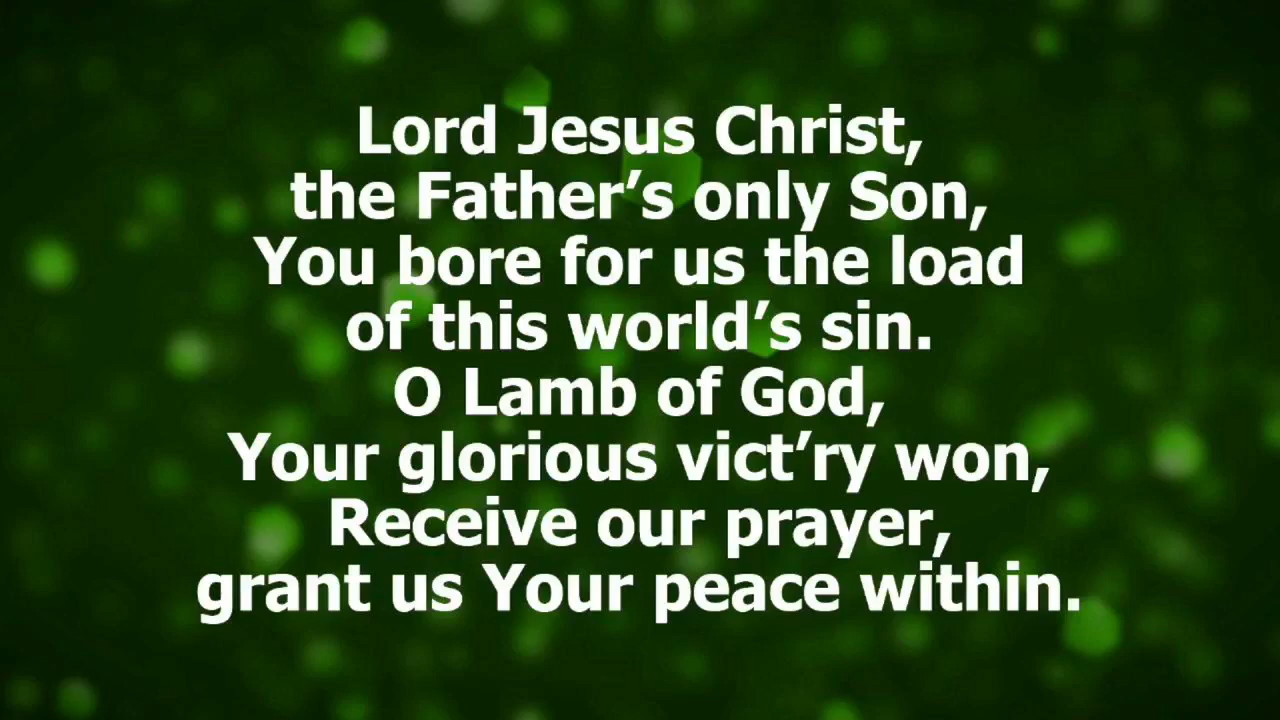 Lord Jesus Christ,
the Father’s only Son,
You bore for us the load
of this world’s sin.
O Lamb of God,
Your glorious vict’ry won,
Receive our prayer,
grant us Your peace within.